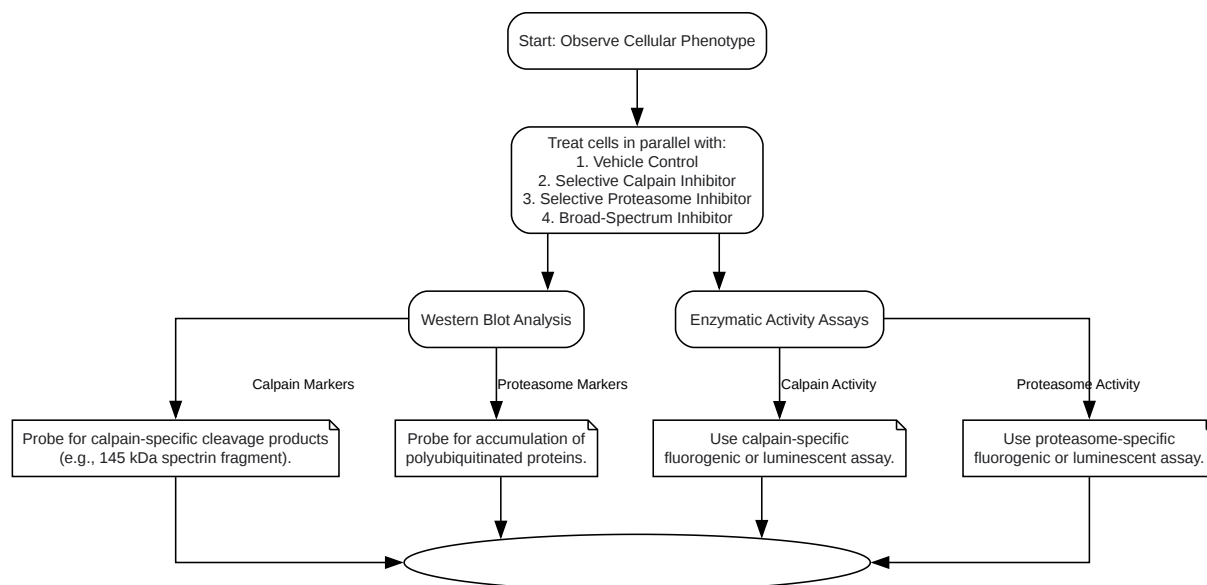 Start: Observe Cellular Phenotype
Treat cells in parallel with:
1. Vehicle Control
2. Selective Calpain Inhibitor
3. Selective Proteasome Inhibitor
4. Broad-Spectrum Inhibitor
Western Blot Analysis
Enzymatic Activity Assays
Calpain Markers
Proteasome Markers
Calpain Activity
Proteasome Activity
Probe for calpain-specific cleavage products
(e.g., 145 kDa spectrin fragment).
Probe for accumulation of
polyubiquitinated proteins.
Use calpain-specific
fluorogenic or luminescent assay.
Use proteasome-specific
fluorogenic or luminescent assay.